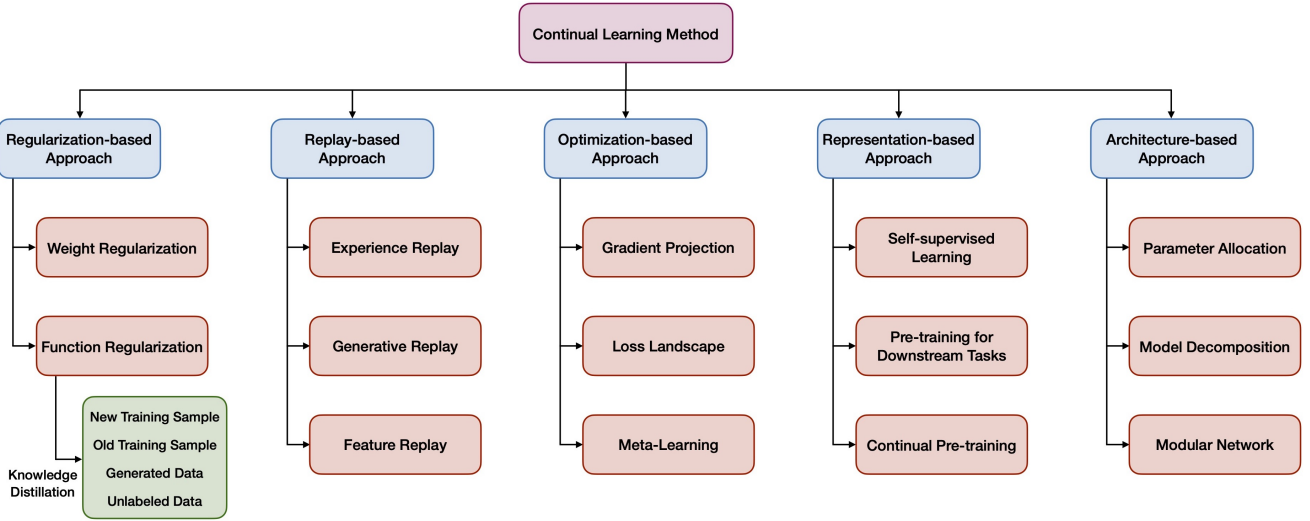 Continual Learning Method
Regularization-based
Approach
Replay-based
Approach
Optimization-based
Approach
Representation-based
Approach
Architecture-based
Approach
Weight Regularization
Function Regularization
Knowledge
Distillation
New Training Sample
Old Training Sample
Generated Data
Unlabeled Data
Experience Replay
Generative Replay
Feature Replay
Gradient Projection
Loss Landscape
Meta-Learning
Self-supervised
Learning
Pre-training for
Downstream Tasks
Continual Pre-training
Parameter Allocation
Model Decomposition
Modular Network